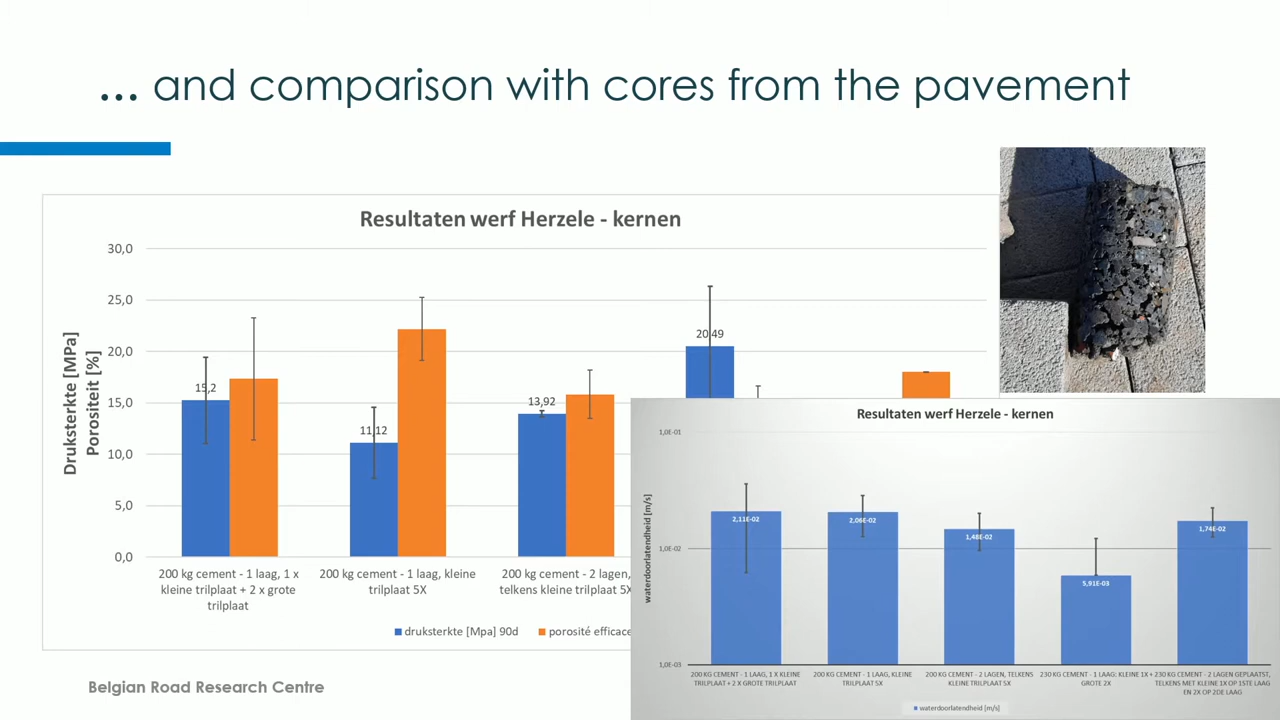 ... and comparison with cores from the pavement
Resultaten werf Herzele - kernen
Druksterkte [MPa]
Porositeit [%]
30,0
25,0
20,0
15,0
10,0
5,0
0,0
15,2
11,12
13,92
20,49
200 kg cement - 1 laag, 1 x
kleine trilplaat + 2 x grote
trilplaat
200 kg cement - 1 laag, kleine
trilplaat 5X
200 kg cement - 2 lagen,
telkens kleine trilplaat 5X
druksterkte [Mpa] 90d
porosité efficace
Resultaten werf Herzele - kernen
waterdoorlatendheid [m/s]
1,0E-01
1,0E-02
1,0E-03
2,11E-02
2,06E-02
1,48E-02
5,91E-03
1,74E-02
200 KG CEMENT - 1 LAAG, 1 X KLEINE
TRILPLAAT + 2 X GROTE TRILPLAAT
200 KG CEMENT - 1 LAAG, KLEINE
TRILPLAAT 5X
200 KG CEMENT - 2 LAGEN, TELKENS
KLEINE TRILPLAAT 5X
230 KG CEMENT - 1 LAAG: KLEINE 1X +
GROTE 2X
230 KG CEMENT - 2 LAGEN GEPLAATST,
TELKENS MET KLEINE 1X OP 1STE LAAG
EN 2X OP 2DE LAAG
waterdoorlatendheid [m/s]
Belgian Road Research Centre